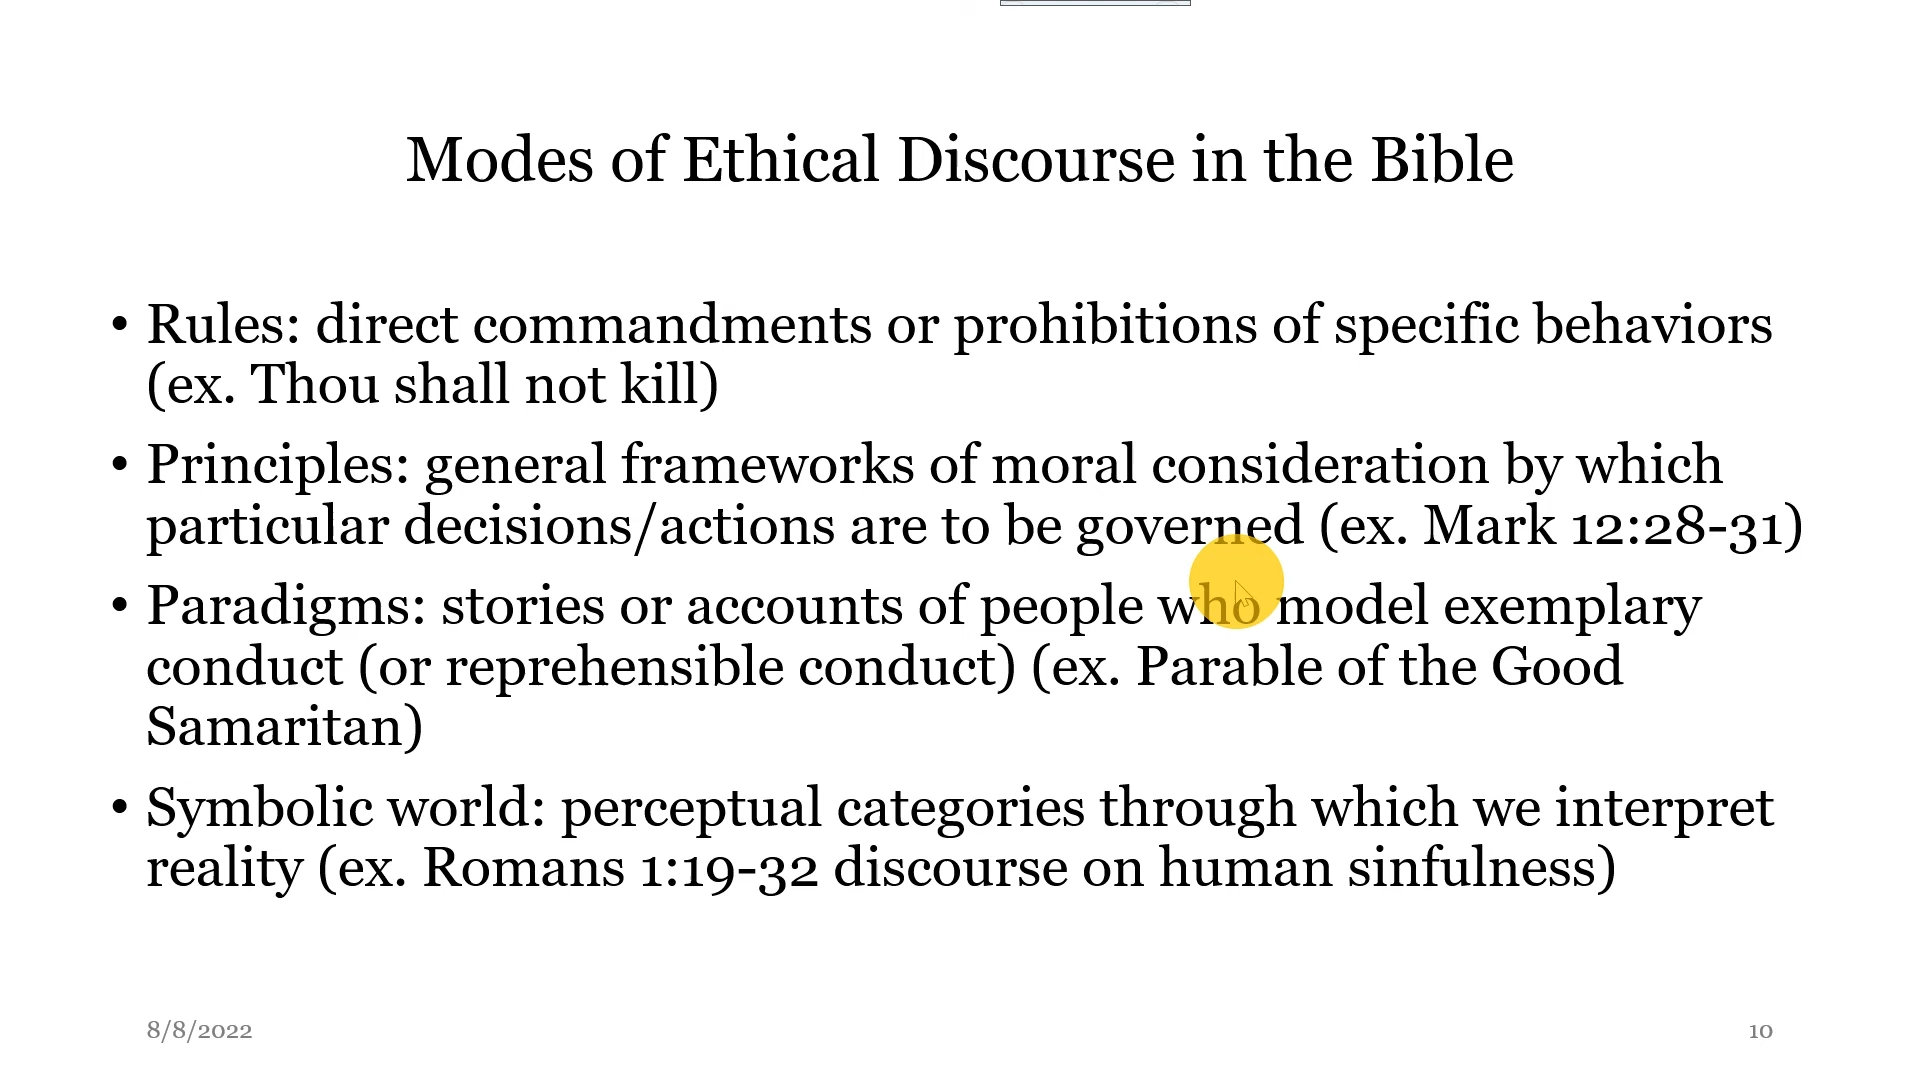 Modes of Ethical Discourse in the Bible
• Rules: direct commandments or prohibitions of specific behaviors
(ex. Thou shall not kill)
• Principles: general frameworks of moral consideration by which
particular decisions/actions are to be governed (ex. Mark 12:28-31)
• Paradigms: stories or accounts of people who model exemplary
conduct (or reprehensible conduct) (ex. Parable of the Good
Samaritan)
• Symbolic world: perceptual categories through which we interpret
reality (ex. Romans 1:19-32 discourse on human sinfulness)
8/8/2022
10